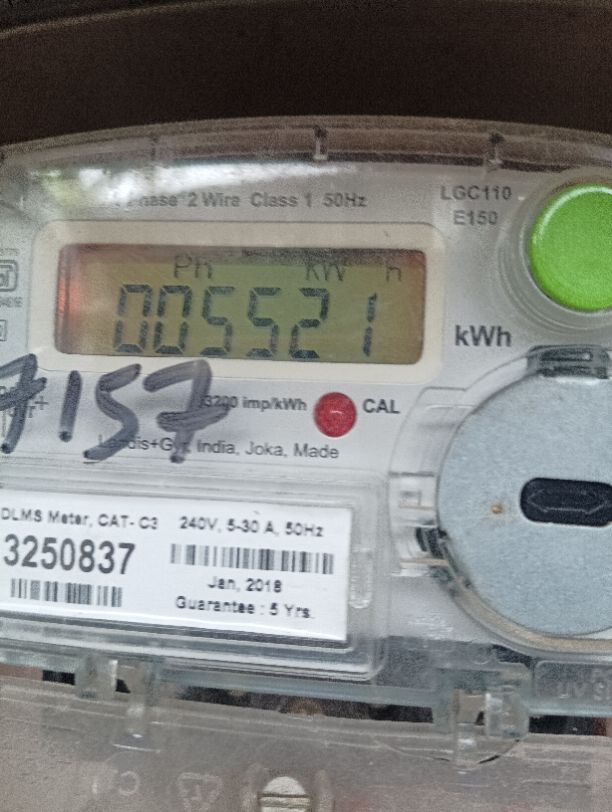 Phase 2 Wire Class 1 50Hz
LGC110
E150
Ph kW h
005521
kWh
7157
3200 imp/kWh
CAL
Landis+Gyr, India, Joka, Made
DLMS Meter, CAT- C3
240V, 5-30 A, 50Hz
3250837
Jan, 2018
Guarantee : 5 Yrs.
UV S